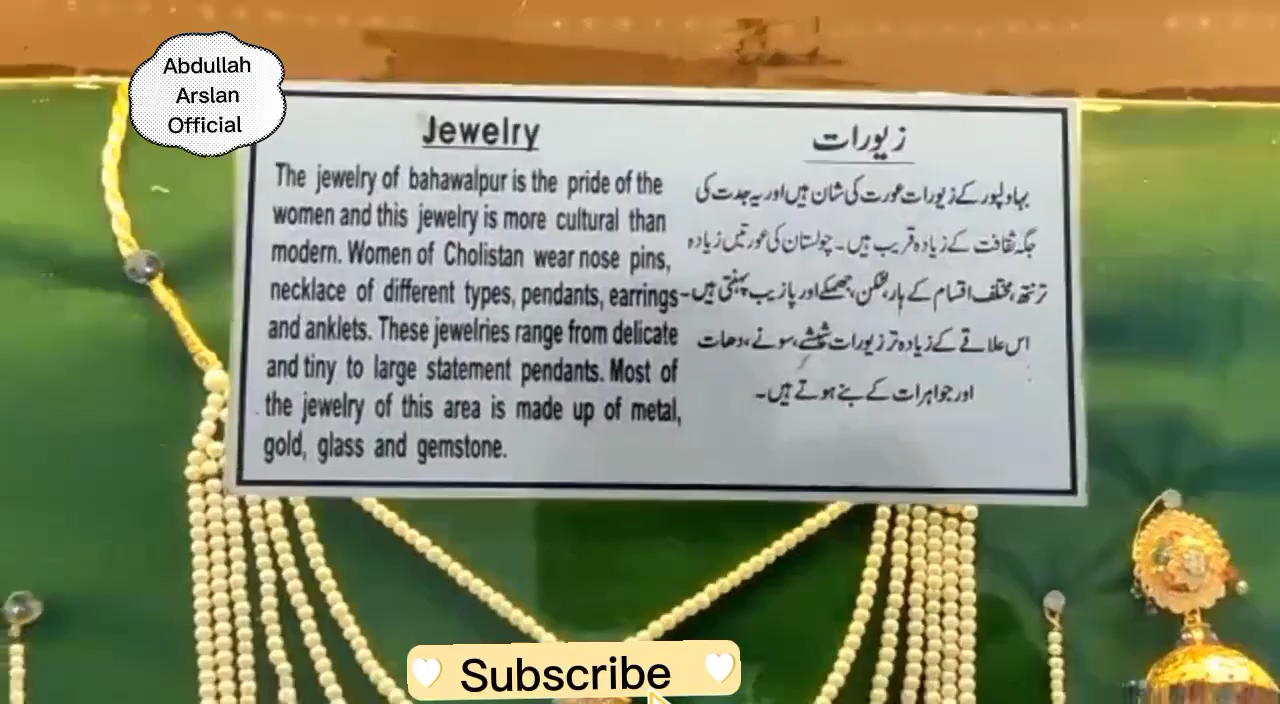 Abdullah
Arslan
Official
Jewelry
The jewelry of bahawalpur is the pride of the
women and this jewelry is more cultural than
modern. Women of Cholistan wear nose pins,
necklace of different types, pendants, earrings
and anklets. These jewelries range from delicate
and tiny to large statement pendants. Most of
the jewelry of this area is made up of metal,
gold, glass and gemstone.
زیورات
بہاولپور کے زیورات عورت کی شان ہیں اور یہ جدت کی
جگہ ثقافت کے زیادہ قریب ہیں۔ چولستان کی عورتیں زیادہ
تر نتھ، مختلف اقسام کے ہار، جھمکے اور پازیب پہنتی ہیں۔
اس علاقے کے زیادہ تر زیورات شیشے، سونے، دھات
اور جواہرات کے بنے ہوتے ہیں۔
Subscribe